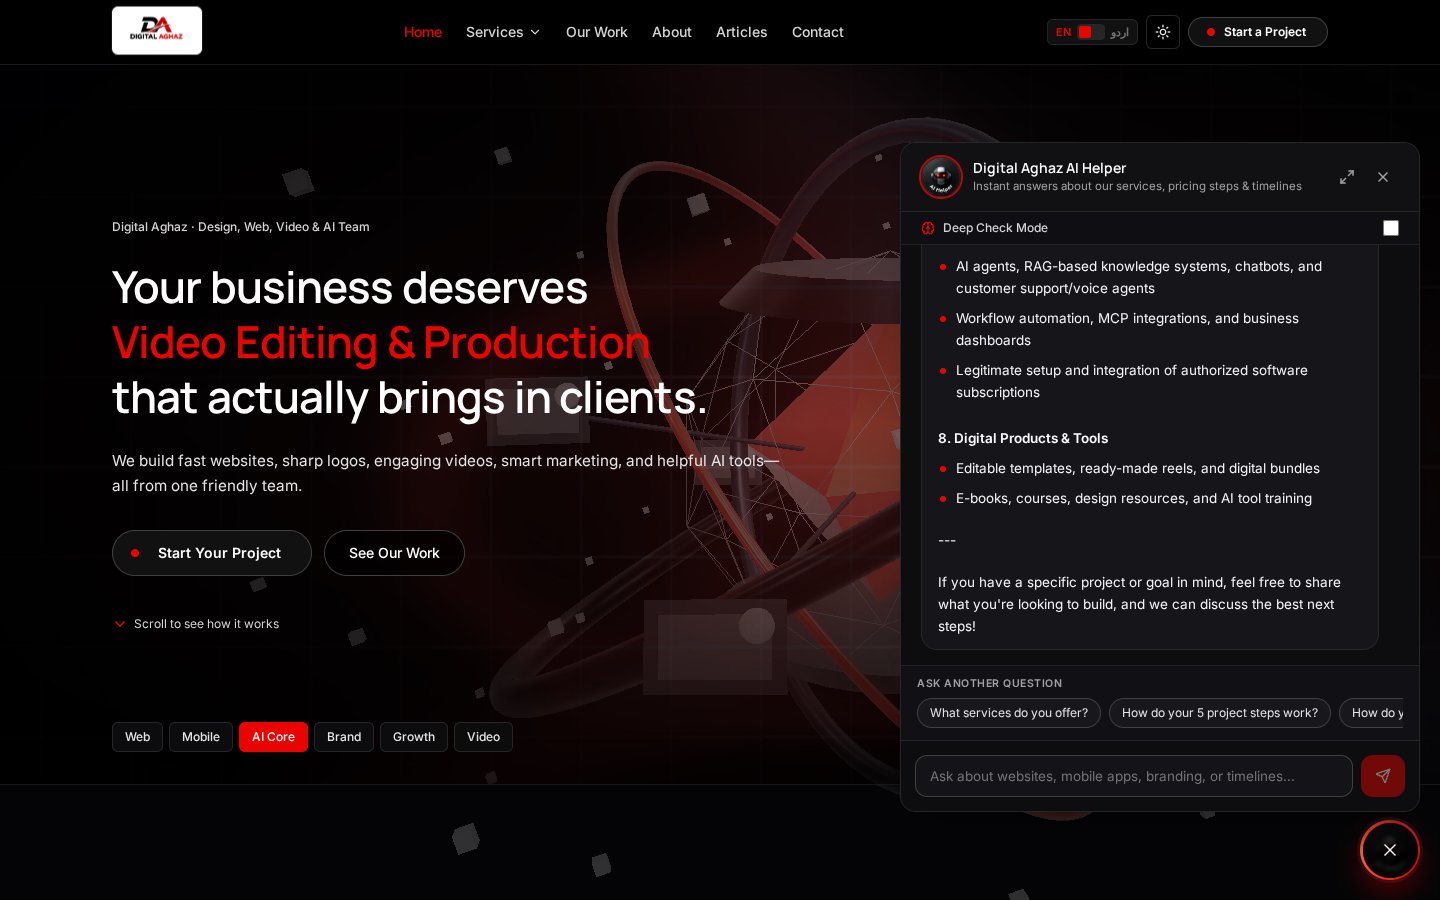 DA
DIGITAL AGHAZ
Home
Services
Our Work
About
Articles
Contact
EN
اردو
Start a Project
Digital Aghaz · Design, Web, Video & AI Team
Your business deserves
Video Editing & Production
that actually brings in clients.
We build fast websites, sharp logos, engaging videos, smart marketing, and helpful AI tools—
all from one friendly team.
Start Your Project
See Our Work
Scroll to see how it works
Web
Mobile
AI Core
Brand
Growth
Video
AI Helper
Digital Aghaz AI Helper
Instant answers about our services, pricing steps & timelines
Deep Check Mode
AI agents, RAG-based knowledge systems, chatbots, and
customer support/voice agents
Workflow automation, MCP integrations, and business
dashboards
Legitimate setup and integration of authorized software
subscriptions
8. Digital Products & Tools
Editable templates, ready-made reels, and digital bundles
E-books, courses, design resources, and AI tool training
---
If you have a specific project or goal in mind, feel free to share
what you're looking to build, and we can discuss the best next
steps!
ASK ANOTHER QUESTION
What services do you offer?
How do your 5 project steps work?
How do y
Ask about websites, mobile apps, branding, or timelines...